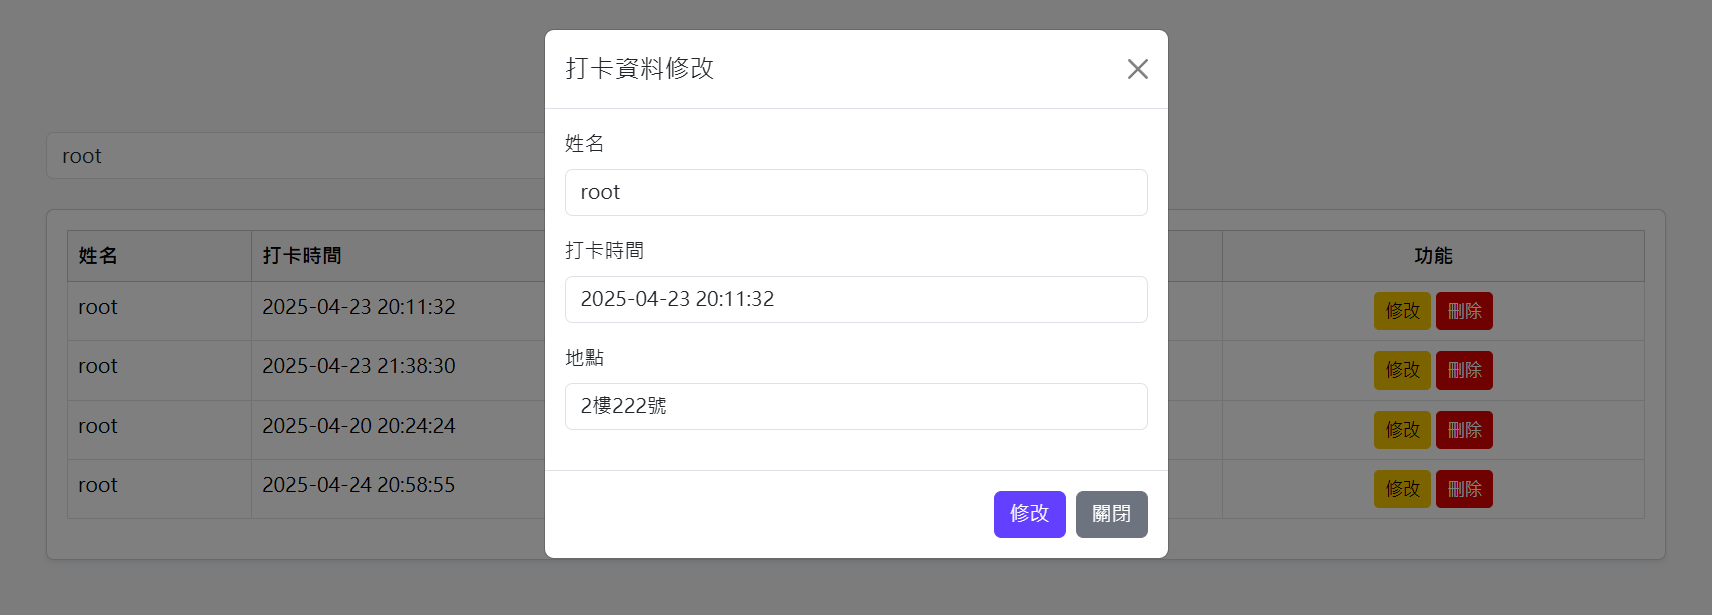 打卡資料修改
姓名
root
打卡時間
2025-04-23 20:11:32
地點
2樓222號
修改 關閉
root
姓名 打卡時間 功能
root 2025-04-23 20:11:32 修改 刪除
root 2025-04-23 21:38:30 修改 刪除
root 2025-04-20 20:24:24 修改 刪除
root 2025-04-24 20:58:55 修改 刪除